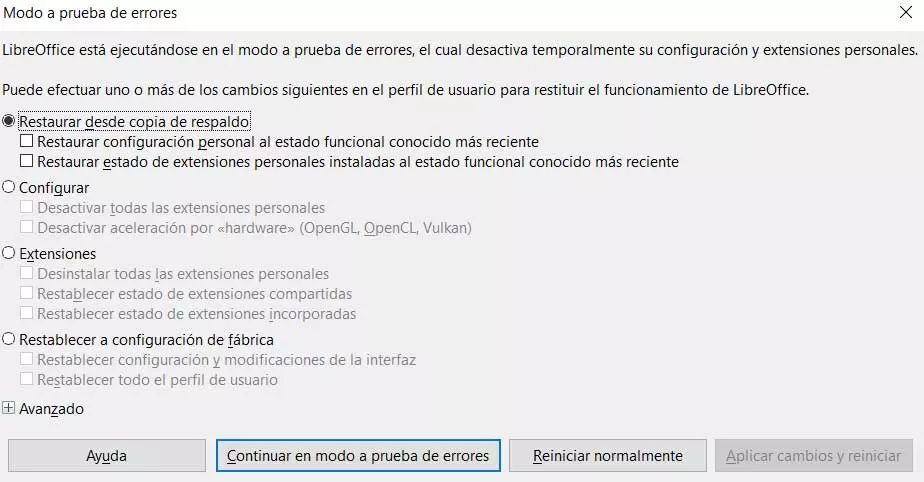 Modo a prueba de errores
LibreOffice está ejecutándose en el modo a prueba de errores, el cual desactiva temporalmente su configuración y extensiones personales.
Puede efectuar uno o más de los cambios siguientes en el perfil de usuario para restituir el funcionamiento de LibreOffice.
Restaurar desde copia de respaldo
Restaurar configuración personal al estado funcional conocido más reciente
Restaurar estado de extensiones personales instaladas al estado funcional conocido más reciente
Configurar
Desactivar todas las extensiones personales
Desactivar aceleración por «hardware» (OpenGL, OpenCL, Vulkan)
Extensiones
Desinstalar todas las extensiones personales
Restablecer estado de extensiones compartidas
Restablecer estado de extensiones incorporadas
Restablecer a configuración de fábrica
Restablecer configuración y modificaciones de la interfaz
Restablecer todo el perfil de usuario
Avanzado
Ayuda Continuar en modo a prueba de errores Reiniciar normalmente Aplicar cambios y reiniciar